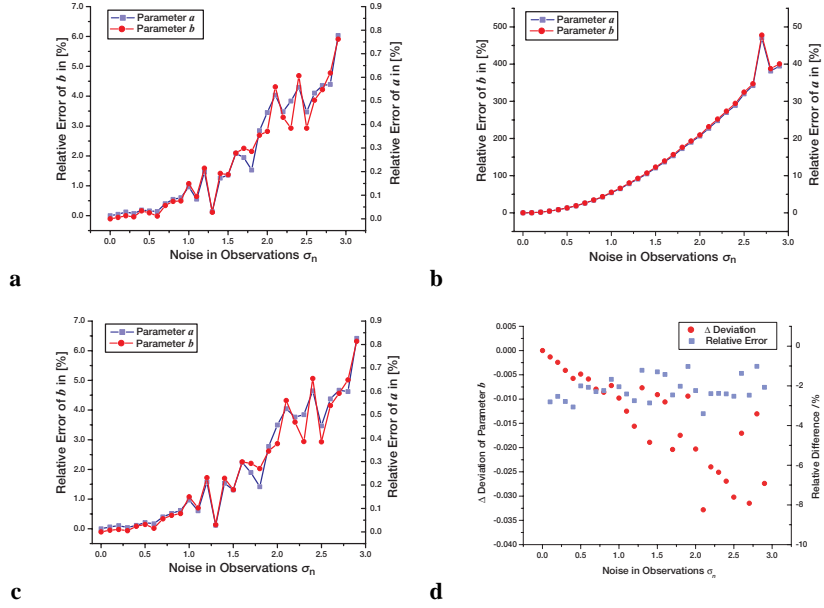 Parameter a
Parameter b
Relative Error of b in [%]
7.0
6.0
5.0
4.0
3.0
2.0
1.0
0.0
Relative Error of a in [%]
0.9
0.8
0.7
0.6
0.5
0.4
0.3
0.2
0.1
0.0
0.0 0.5 1.0 1.5 2.0 2.5 3.0
Noise in Observations σn
a
Parameter a
Parameter b
Relative Error of b in [%]
500
400
300
200
100
0
Relative Error of a in [%]
50
40
30
20
10
0
0.0 0.5 1.0 1.5 2.0 2.5 3.0
Noise in Observations σn
b
Parameter a
Parameter b
Relative Error of b in [%]
7.0
6.0
5.0
4.0
3.0
2.0
1.0
0.0
Relative Error of a in [%]
0.9
0.8
0.7
0.6
0.5
0.4
0.3
0.2
0.1
0.0
0.0 0.5 1.0 1.5 2.0 2.5 3.0
Noise in Observations σn
c
Δ Deviation
Relative Error
Δ Deviation of Parameter b
0.005
0.000
-0.005
-0.010
-0.015
-0.020
-0.025
-0.030
-0.035
-0.040
Relative Difference / %
0
-2
-4
-6
-8
-10
0.0 0.5 1.0 1.5 2.0 2.5 3.0
Noise in Observations σn
d